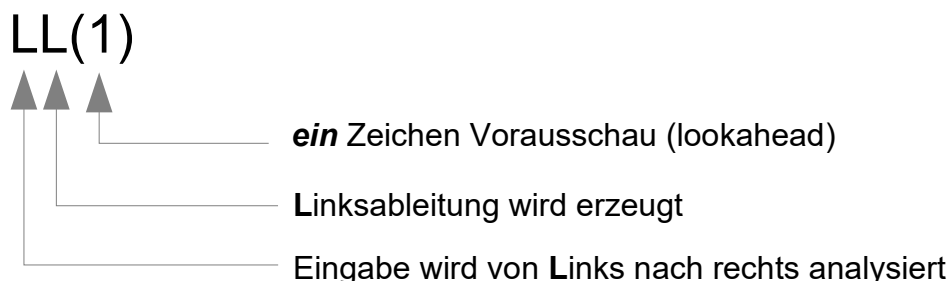 LL(1)
ein Zeichen Vorausschau (lookahead)
Linksableitung wird erzeugt
Eingabe wird von Links nach rechts analysiert